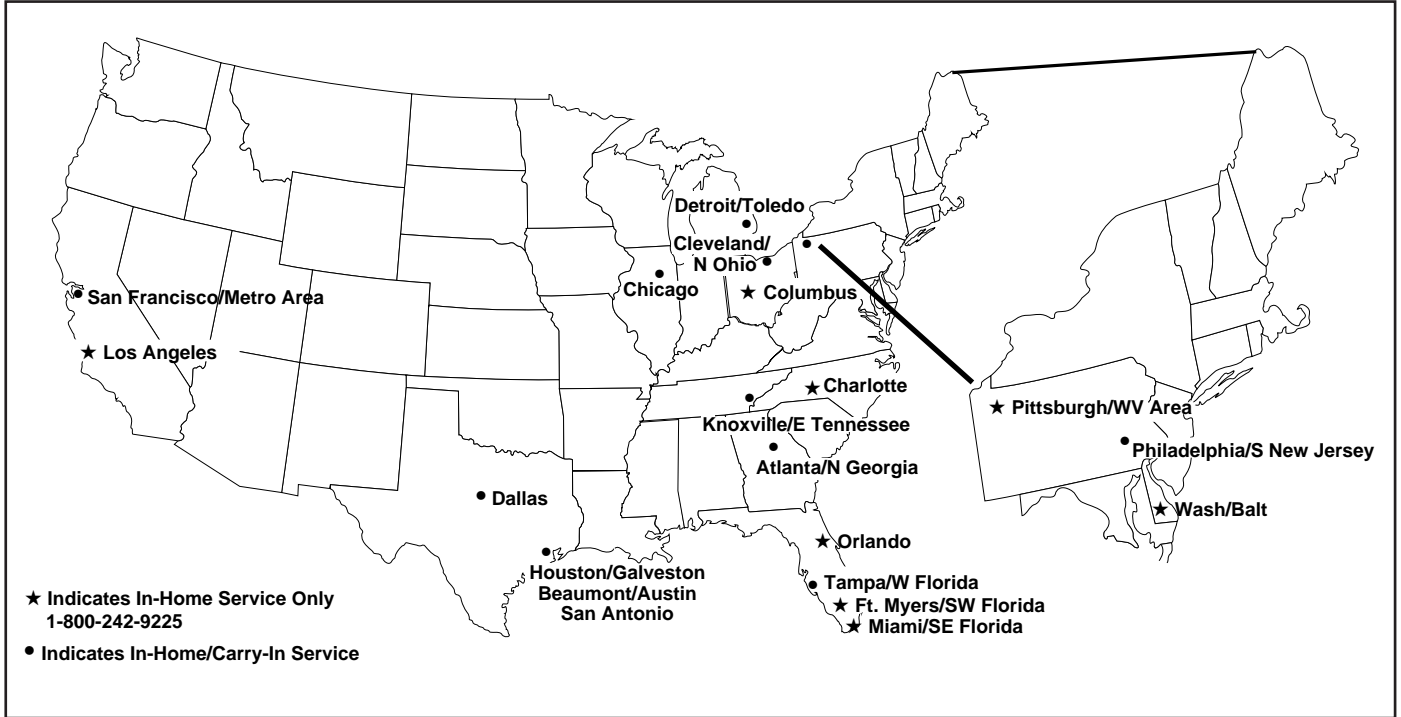 Detroit/Toledo
Cleveland/
N Ohio
Chicago
Columbus
San Francisco/Metro Area
Los Angeles
Charlotte
Knoxville/E Tennessee
Atlanta/N Georgia
Pittsburgh/WV Area
Philadelphia/S New Jersey
Wash/Balt
Dallas
Houston/Galveston
Beaumont/Austin
San Antonio
Orlando
Tampa/W Florida
Ft. Myers/SW Florida
Miami/SE Florida
★ Indicates In-Home Service Only
1-800-242-9225
• Indicates In-Home/Carry-In Service